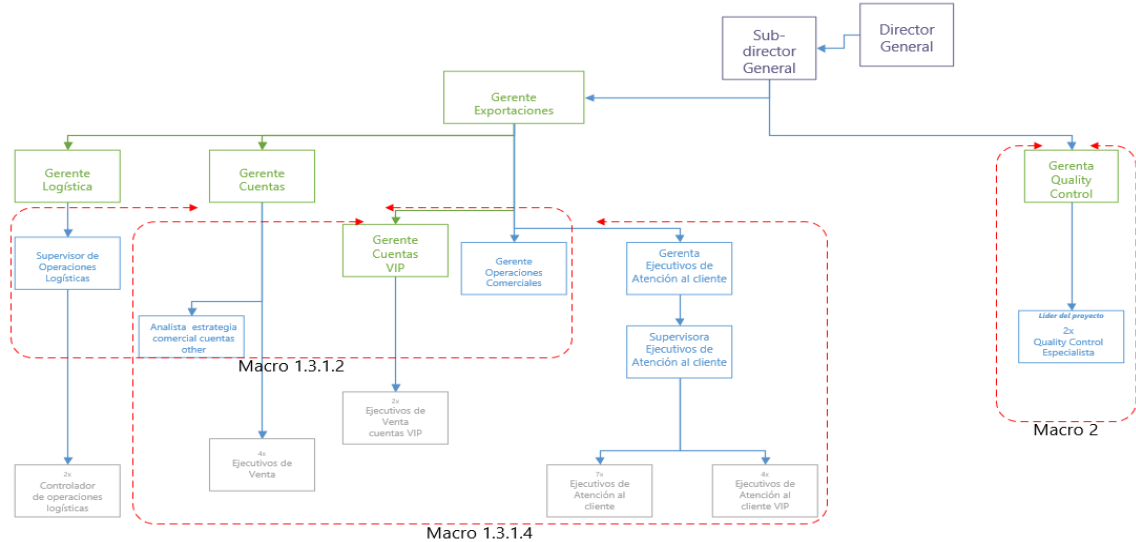 Director
General
Sub-
director
General
Gerente
Exportaciones
Gerente
Logística
Gerente
Cuentas
Gerenta
Quality
Control
Supervisor de
Operaciones
Logísticas
Gerente
Cuentas
VIP
Gerente
Operaciones
Comerciales
Gerenta
Ejecutivos de
Atención al cliente
Analista estrategia
comercial cuentas
other
Supervisora
Ejecutivos de
Atención al cliente
Lider del proyecto
2x
Quality Control
Especialista
Macro 1.3.1.2
2x
Ejecutivos de
Venta
cuentas VIP
Macro 2
4x
Ejecutivos de
Venta
2x
Controlador
de operaciones
logísticas
7x
Ejecutivos de
Atención al
cliente
4x
Ejecutivos de
Atención al
cliente VIP
Macro 1.3.1.4